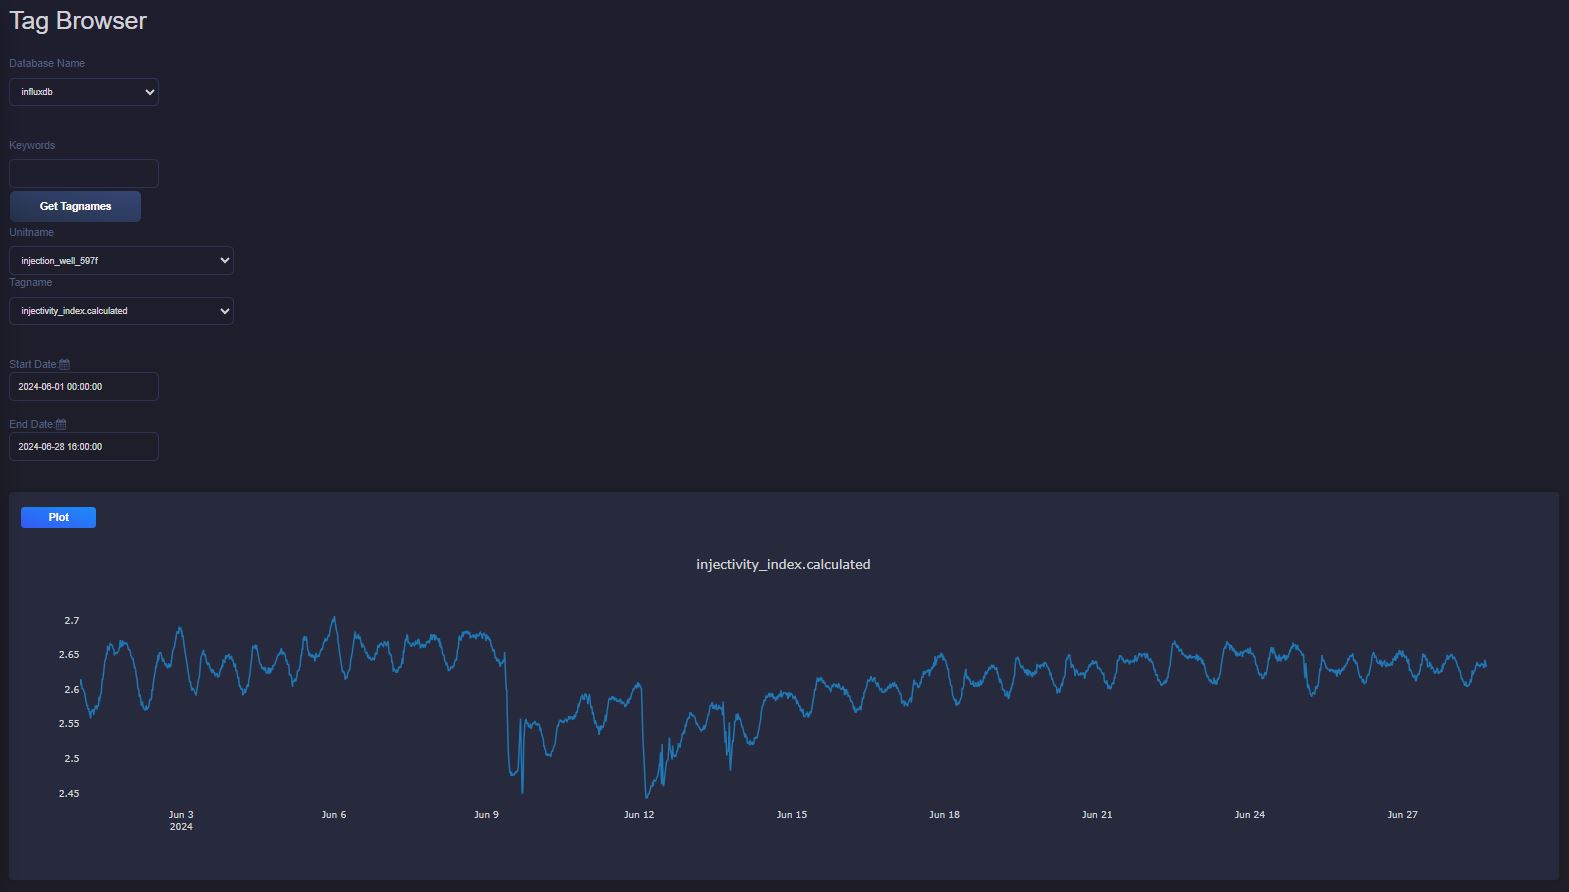 Tag Browser
Database Name
influxdb
Keywords
Get Tagnames
Unitname
injection_well_597f
Tagname
injectivity_index.calculated
Start Date:
2024-06-01 00:00:00
End Date:
2024-06-28 16:00:00
Plot
injectivity_index.calculated
2.7
2.65
2.6
2.55
2.5
2.45
Jun 3 Jun 6 Jun 9 Jun 12 Jun 15 Jun 18 Jun 21 Jun 24 Jun 27
2024